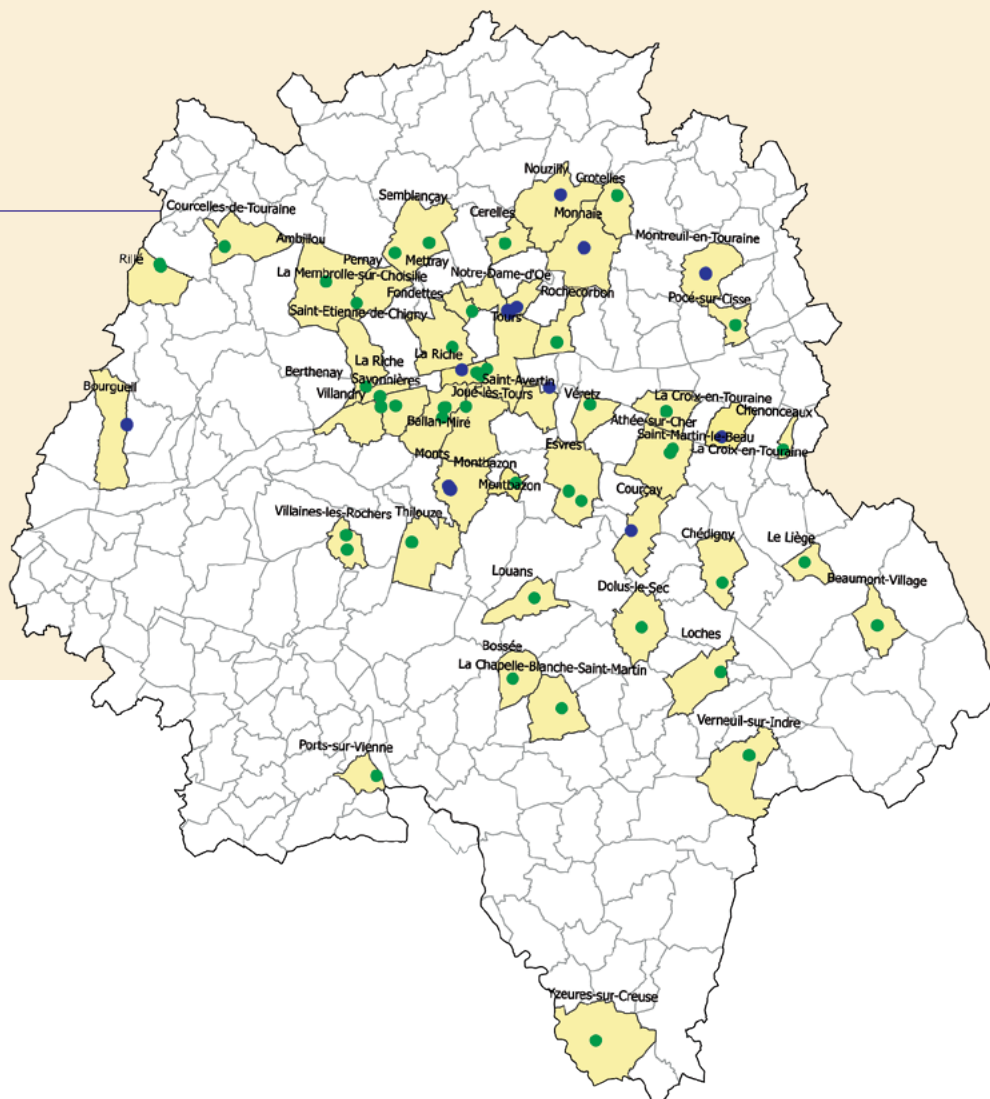 Nouzilly
Crotelles
Semblançay
Courcelles-de-Touraine
Cerelles
Monnaie
Ambillou
Montreuil-en-Touraine
Rillé
Pernay
Mettray
La Membrolle-sur-Choisille
Notre-Dame-d'Oé
Fondettes
Rochecorbon
Pocé-sur-Cisse
Saint-Etienne-de-Chigny
Tours
La Riche
La Riche
Berthenay
Savonnières
Saint-Avertin
Bourgueil
Villandry
Joué-lès-Tours
Véretz
La Croix-en-Touraine
Chenonceaux
Ballan-Miré
Athée-sur-Cher
Saint-Martin-le-Beau
Esvres
La Croix-en-Touraine
Monts
Montbazon
Montbazon
Courçay
Villaines-les-Rochers
Thilouze
Chédigny
Le Liège
Louans
Dolus-le-Sec
Beaumont-Village
Loches
Bossée
La Chapelle-Blanche-Saint-Martin
Verneuil-sur-Indre
Ports-sur-Vienne
Yzeures-sur-Creuse